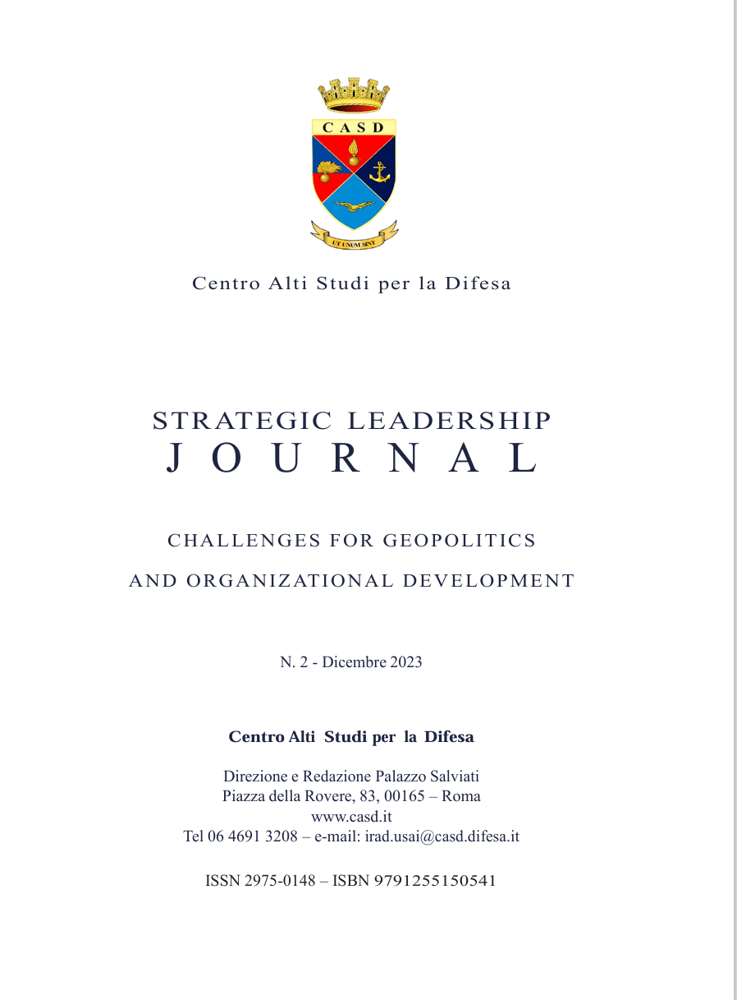 CASD
UT UNUM SINT
Centro Alti Studi per la Difesa
STRATEGIC LEADERSHIP
JOURNAL
CHALLENGES FOR GEOPOLITICS
AND ORGANIZATIONAL DEVELOPMENT
N. 2 - Dicembre 2023
Centro Alti Studi per la Difesa
Direzione e Redazione Palazzo Salviati
Piazza della Rovere, 83, 00165 – Roma
www.casd.it
Tel 06 4691 3208 – e-mail: irad.usai@casd.difesa.it
ISSN 2975-0148 – ISBN 9791255150541